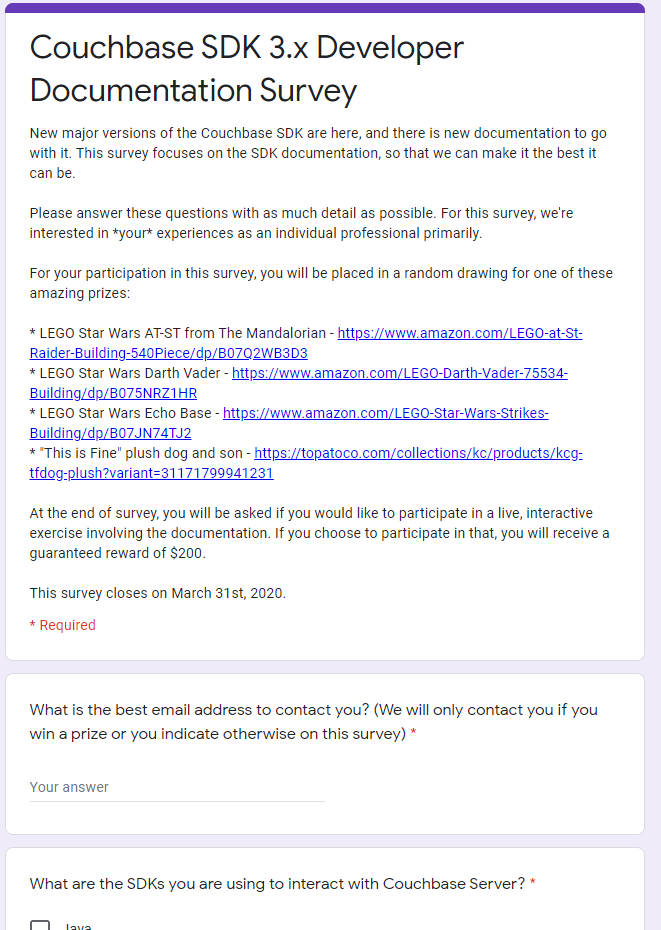 Couchbase SDK 3.x Developer
Documentation Survey
New major versions of the Couchbase SDK are here, and there is new documentation to go
with it. This survey focuses on the SDK documentation, so that we can make it the best it
can be.
Please answer these questions with as much detail as possible. For this survey, we're
interested in *your* experiences as an individual professional primarily.
For your participation in this survey, you will be placed in a random drawing for one of these
amazing prizes:
* LEGO Star Wars AT-ST from The Mandalorian - https://www.amazon.com/LEGO-at-St-
Raider-Building-540Piece/dp/B07Q2WB3D3
* LEGO Star Wars Darth Vader - https://www.amazon.com/LEGO-Darth-Vader-75534-
Building/dp/B075NRZ1HR
* LEGO Star Wars Echo Base - https://www.amazon.com/LEGO-Star-Wars-Strikes-
Building/dp/B07JN74TJ2
* "This is Fine" plush dog and son - https://topatoco.com/collections/kc/products/kcg-
tfdog-plush?variant=31171799941231
At the end of survey, you will be asked if you would like to participate in a live, interactive
exercise involving the documentation. If you choose to participate in that, you will receive a
guaranteed reward of $200.
This survey closes on March 31st, 2020.
* Required
What is the best email address to contact you? (We will only contact you if you
win a prize or you indicate otherwise on this survey) *
Your answer
What are the SDKs you are using to interact with Couchbase Server? *
Java